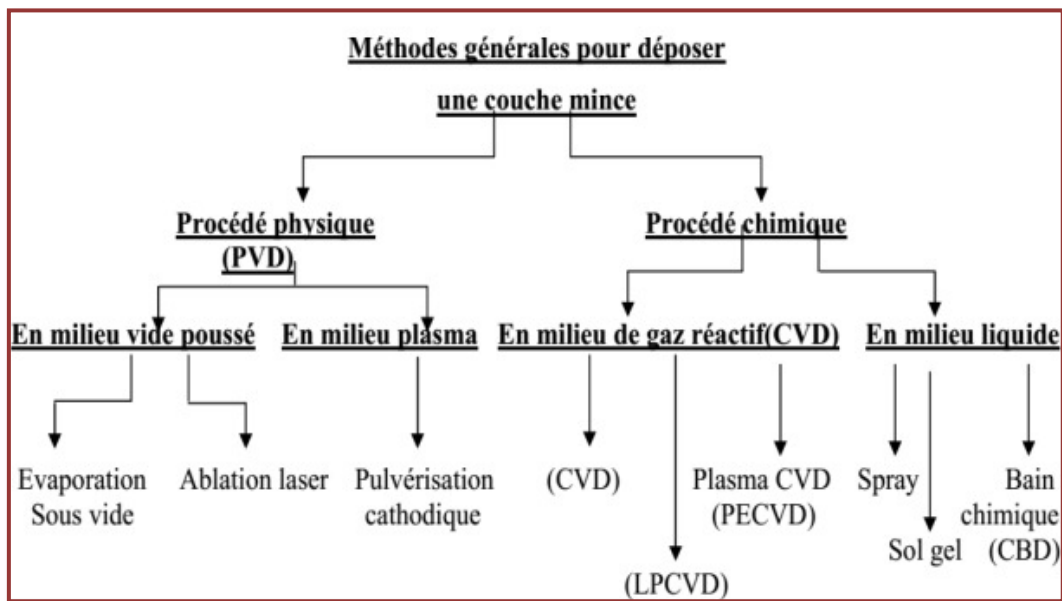 Méthodes générales pour déposer
une couche mince
Procédé physique
(PVD)
Procédé chimique
En milieu vide poussé
En milieu plasma
En milieu de gaz réactif(CVD)
En milieu liquide
Evaporation
Sous vide
Ablation laser
Pulvérisation
cathodique
(CVD)
(LPCVD)
Plasma CVD
(PECVD)
Spray
Sol gel
Bain
chimique
(CBD)